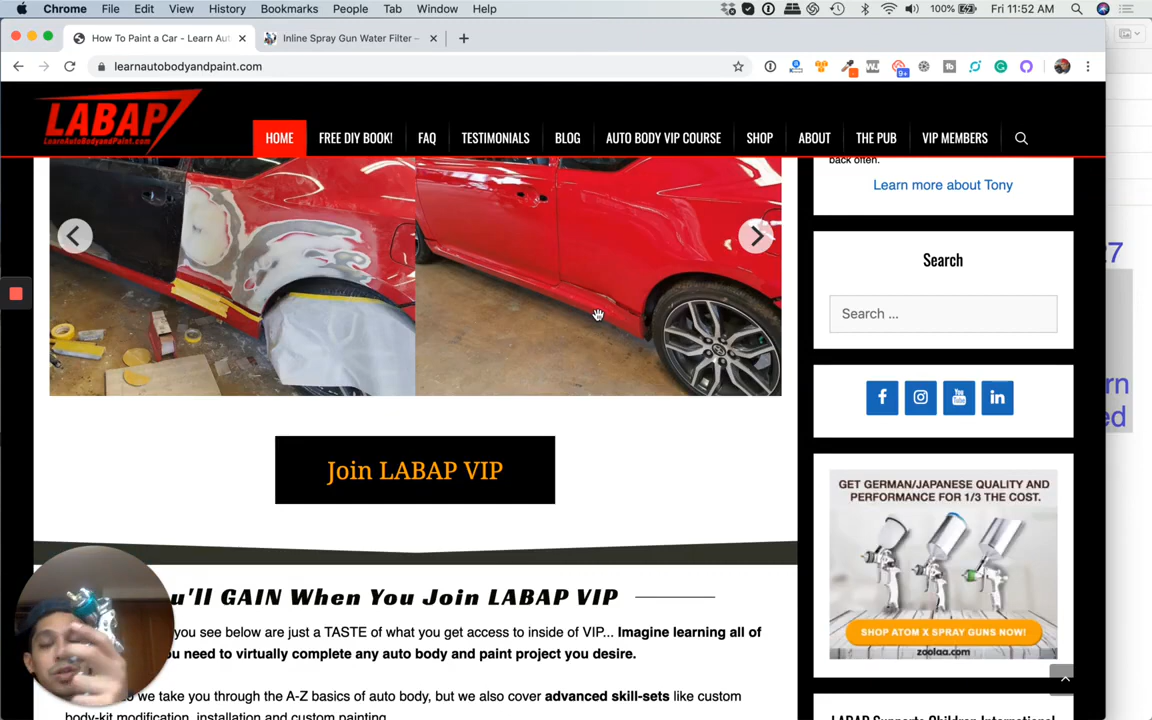 Chrome File Edit View History Bookmarks People Tab Window Help 100% Fri 11:52 AM
How To Paint a Car - Learn Aut
Inline Spray Gun Water Filter –
learnautobodyandpaint.com
9+
LABAP
LearnAutoBodyandPaint.com
HOME FREE DIY BOOK! FAQ TESTIMONIALS BLOG AUTO BODY VIP COURSE SHOP ABOUT THE PUB VIP MEMBERS
back often.
Learn more about Tony
Search
Search ...
Join LABAP VIP
GET GERMAN/JAPANESE QUALITY AND
PERFORMANCE FOR 1/3 THE COST.
SHOP ATOM X SPRAY GUNS NOW!
zoolaa.com
u'll GAIN When You Join LABAP VIP
you see below are just a TASTE of what you get access to inside of VIP... Imagine learning all of
u need to virtually complete any auto body and paint project you desire.
we take you through the A-Z basics of auto body, but we also cover advanced skill-sets like custom
body-kit modification, installation and custom painting.
LABAP Supports Children International
27
rn
ed